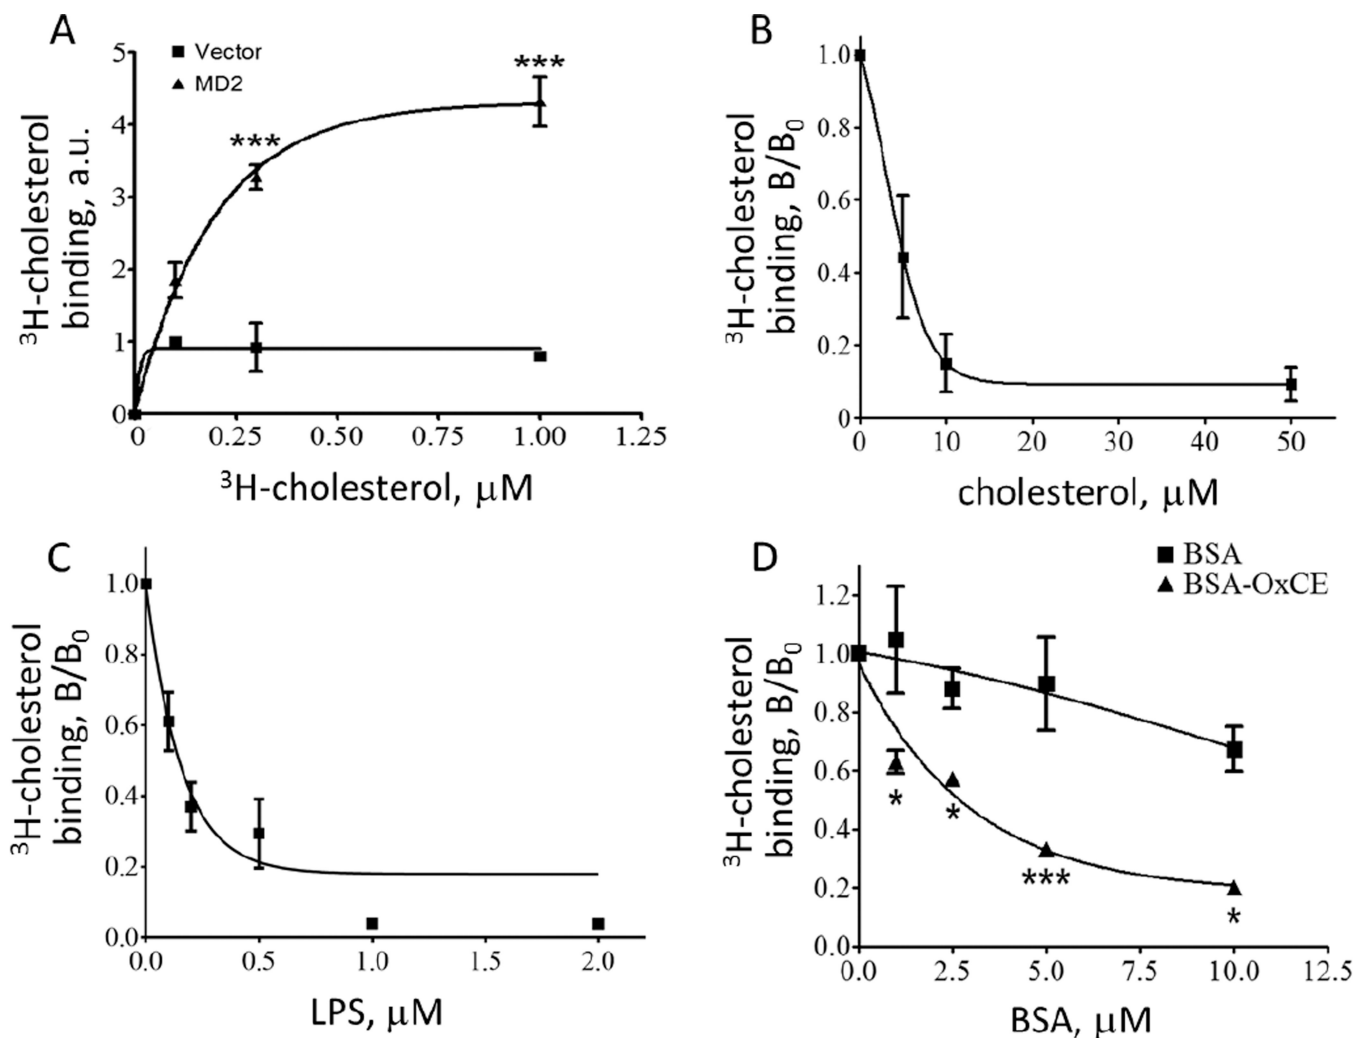 A
Vector
MD2
5
4
3
2
1
0
***
***
³H-cholesterol
binding, a.u.
0 0.25 0.50 0.75 1.00 1.25
³H-cholesterol, μM
B
1.0
0.8
0.6
0.4
0.2
0
³H-cholesterol
binding, B/B₀
0 10 20 30 40 50
cholesterol, μM
C
1.0
0.8
0.6
0.4
0.2
0.0
³H-cholesterol
binding, B/B₀
0.0 0.5 1.0 1.5 2.0
LPS, μM
D
BSA
BSA-OxCE
1.2
1.0
0.8
0.6
0.4
0.2
0.0
³H-cholesterol
binding, B/B₀
*
*
***
*
0.0 2.5 5.0 7.5 10.0 12.5
BSA, μM